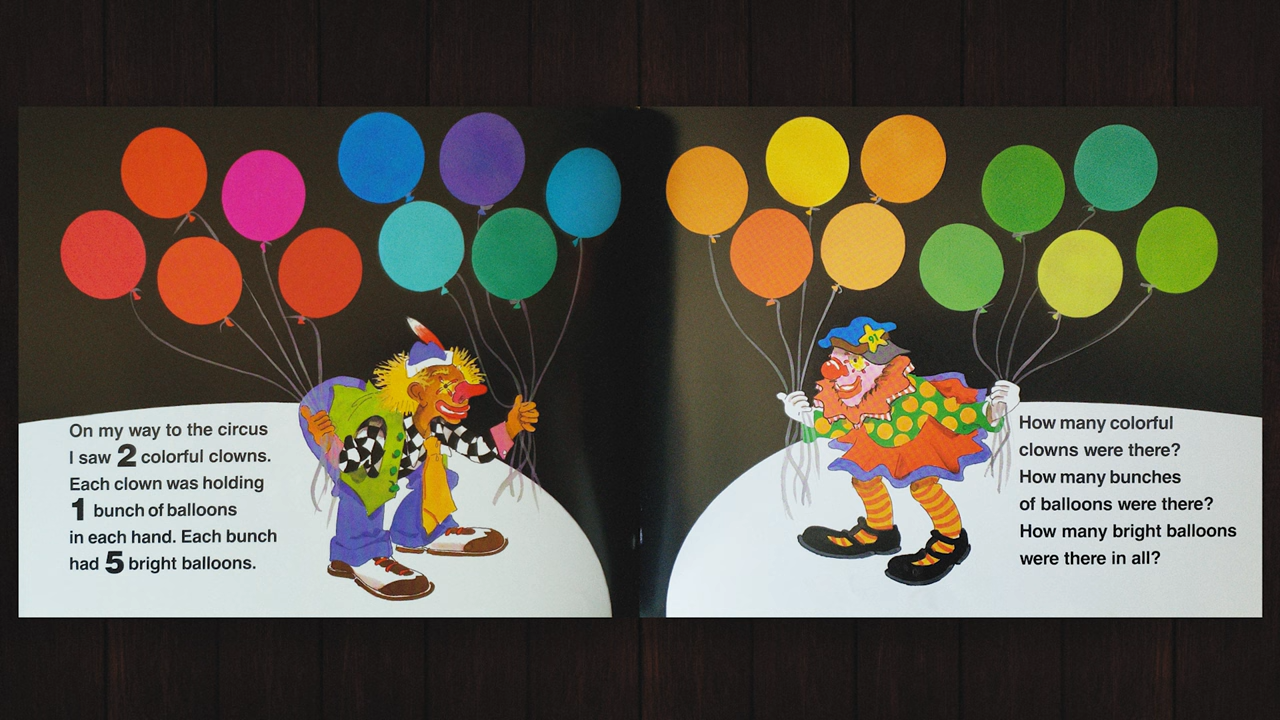 On my way to the circus
I saw 2 colorful clowns.
Each clown was holding
1 bunch of balloons
in each hand. Each bunch
had 5 bright balloons.
91
How many colorful
clowns were there?
How many bunches
of balloons were there?
How many bright balloons
were there in all?